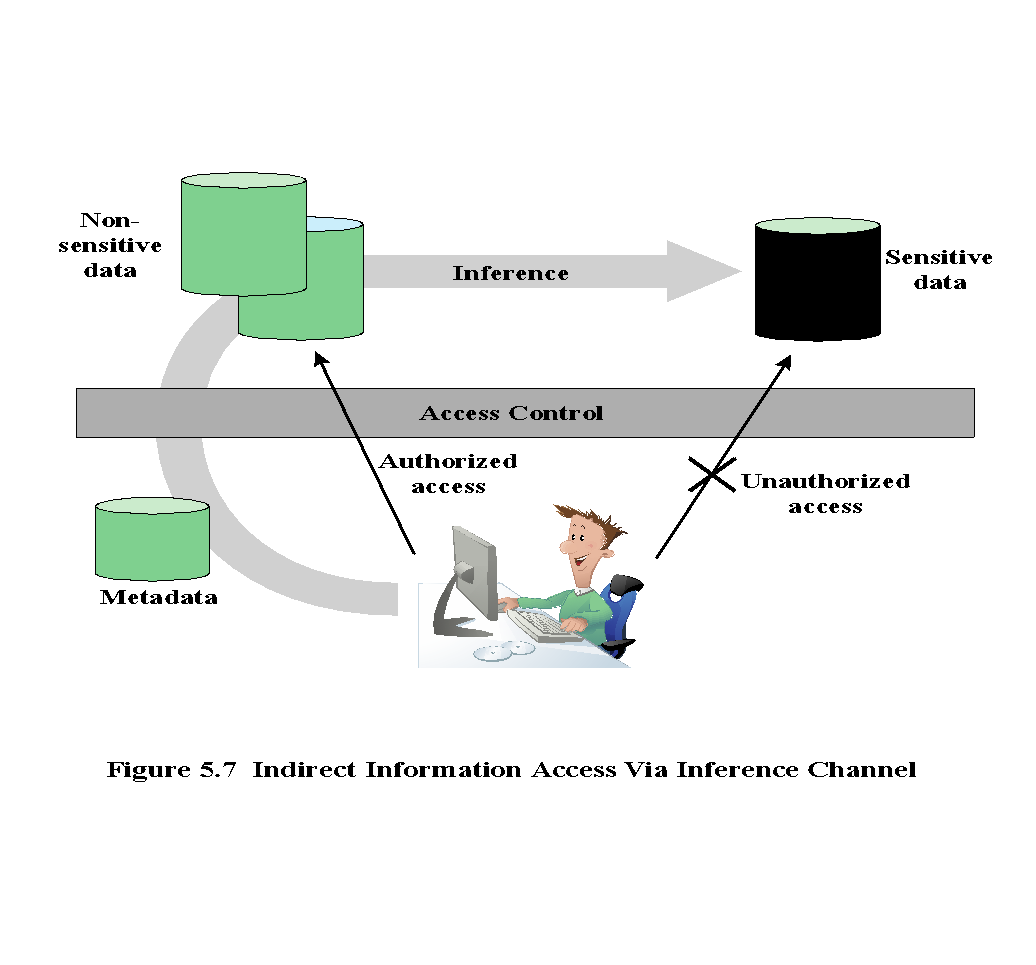 Non-
sensitive
data
Inference
Sensitive
data
Access Control
Authorized
access
Unauthorized
access
Metadata
Figure 5.7 Indirect Information Access Via Inference Channel